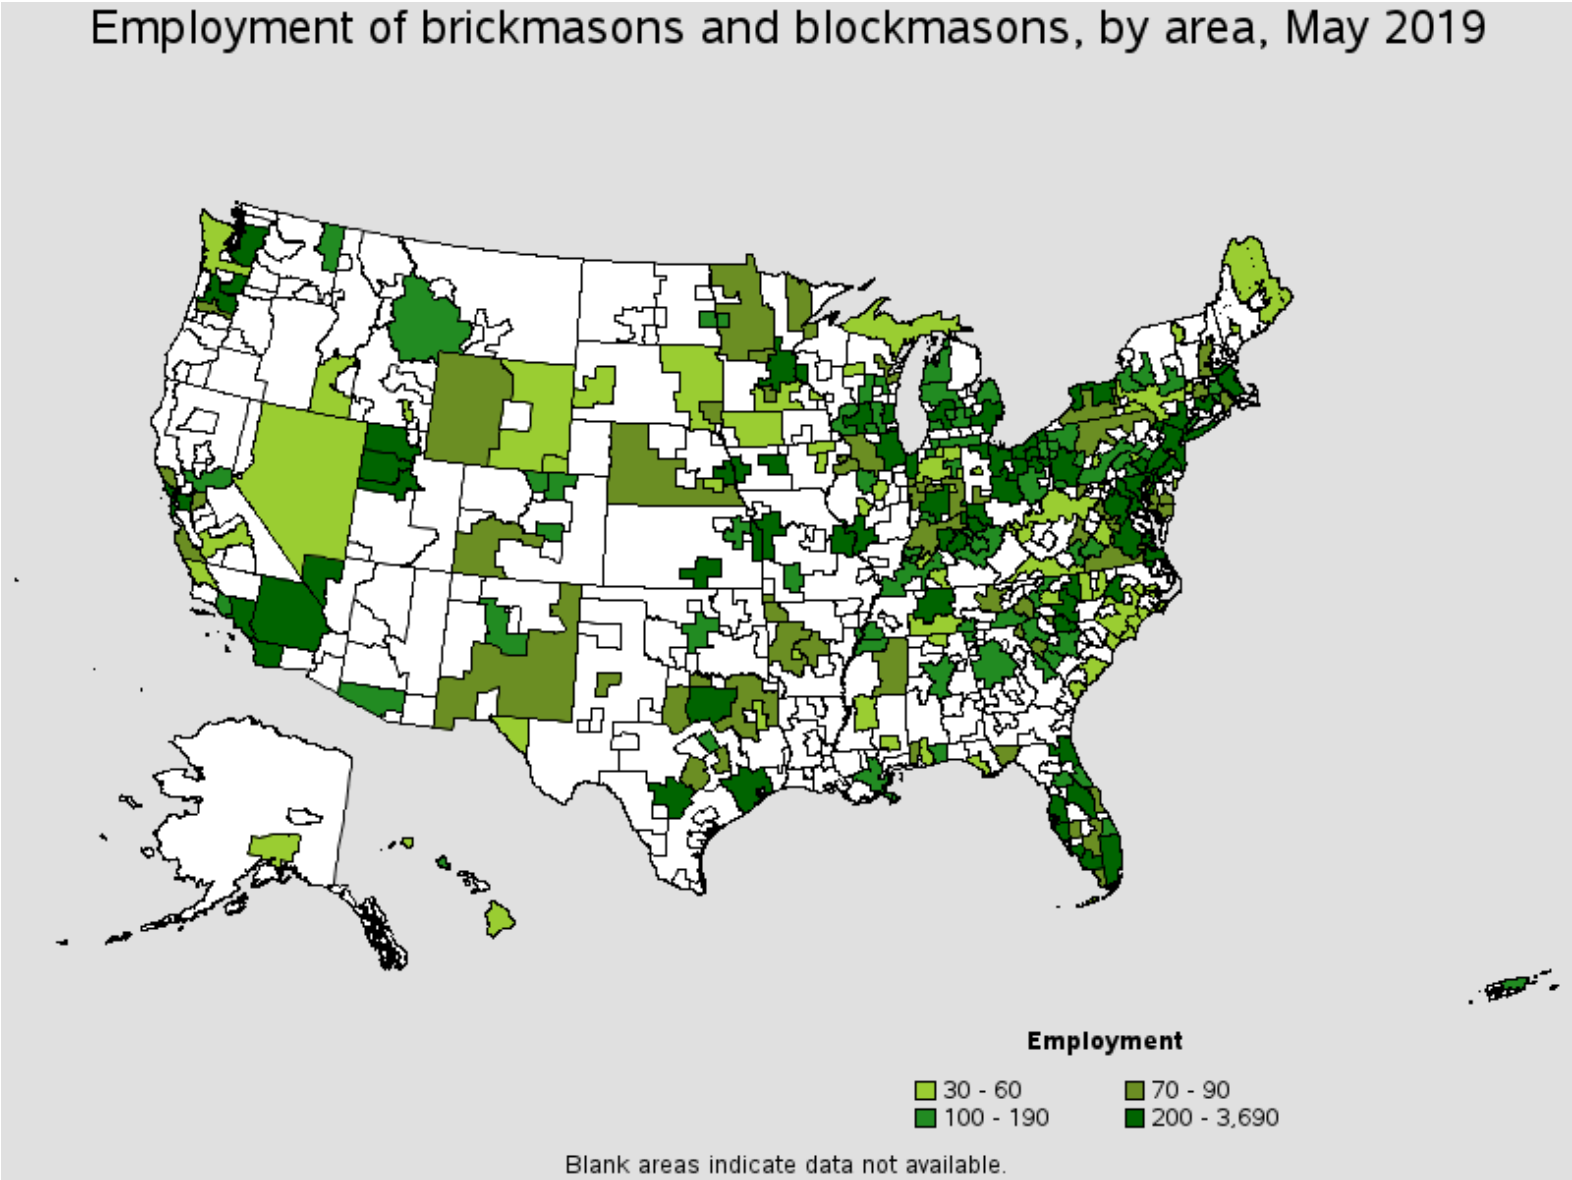 Employment of brickmasons and blockmasons, by area, May 2019
Employment
30 - 60
70 - 90
100 - 190
200 - 3,690
Blank areas indicate data not available.